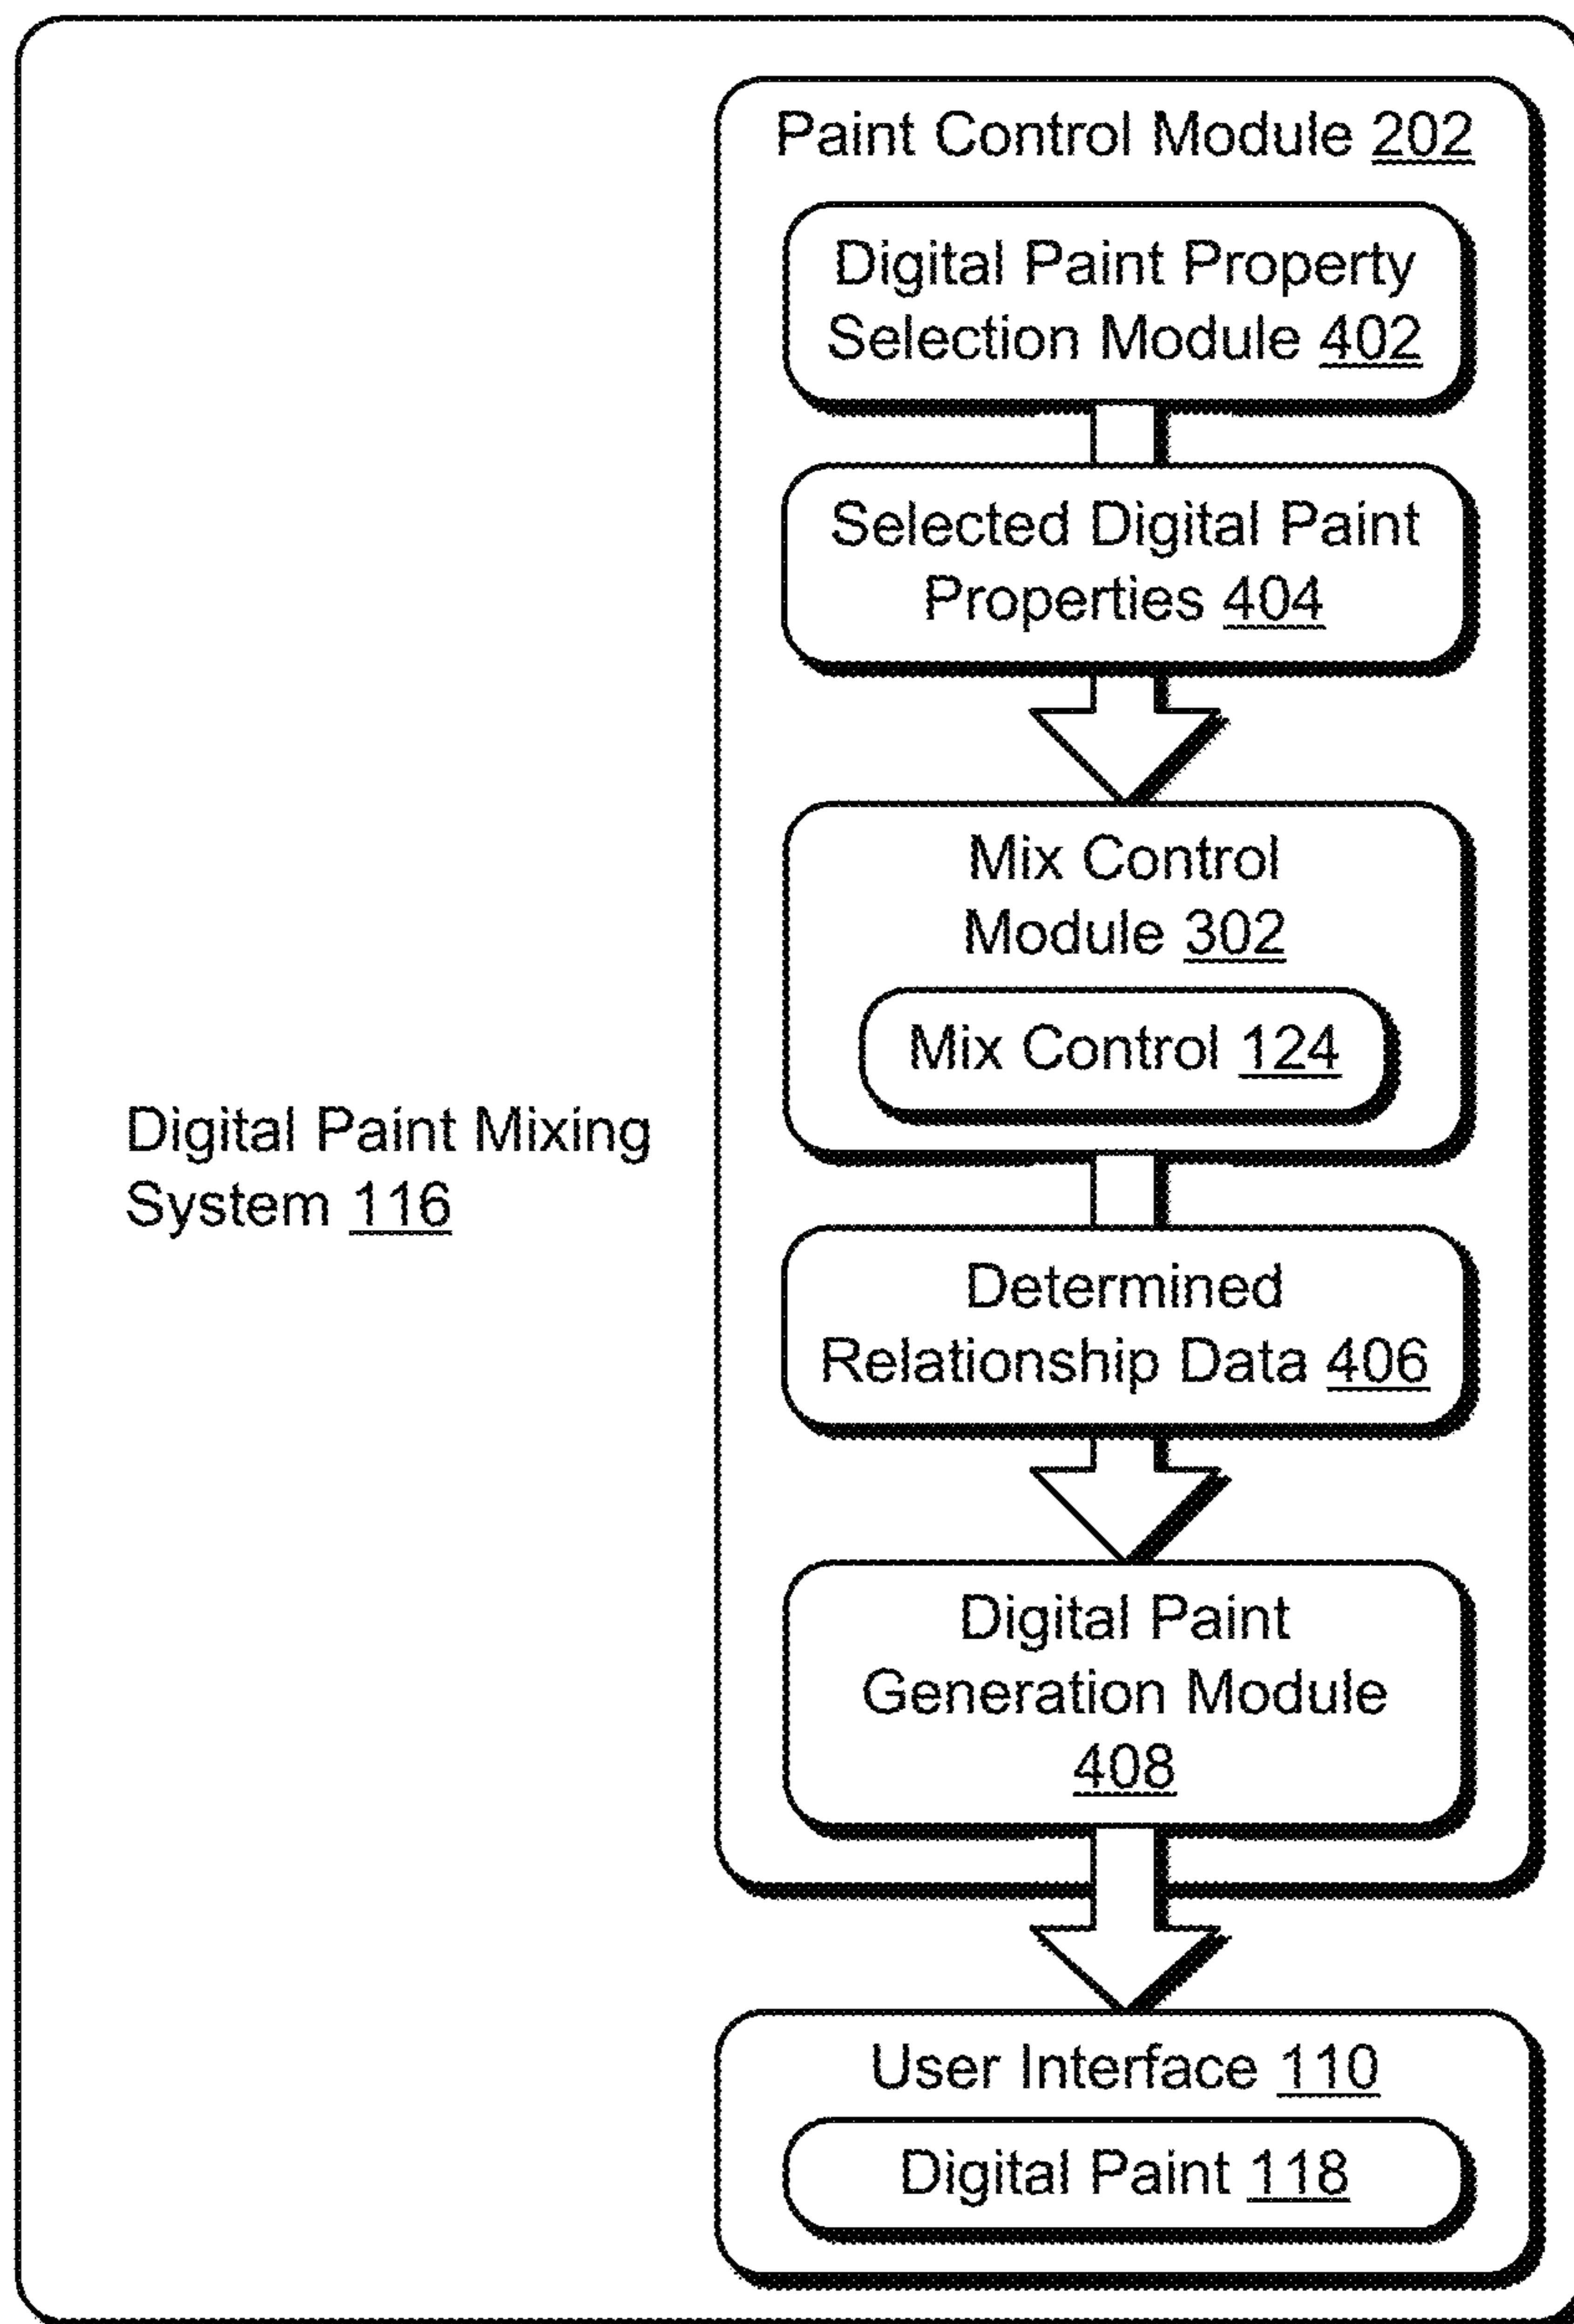 Paint Control Module 202
Digital Paint Property
Selection Module 402
Selected Digital Paint
Properties 404
Mix Control
Module 302
Mix Control 124
Digital Paint Mixing
System 116
Determined
Relationship Data 406
Digital Paint
Generation Module
408
User Interface 110
Digital Paint 118